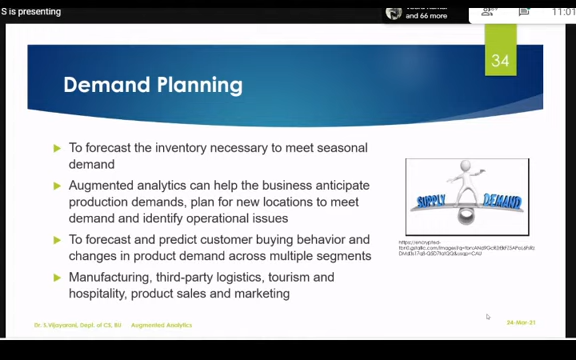 S is presenting
and 66 more
11:01
34
Demand Planning
To forecast the inventory necessary to meet seasonal
demand
Augmented analytics can help the business anticipate
production demands, plan for new locations to meet
demand and identify operational issues
To forecast and predict customer buying behavior and
changes in product demand across multiple segments
Manufacturing, third-party logistics, tourism and
hospitality, product sales and marketing
SUPPLY DEMAND
Dr. S.Vijayarani, Dept. of CS, BU Augmented Analytics
24-Mar-21